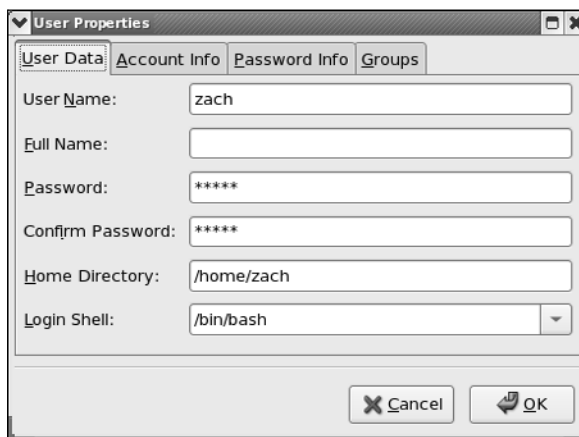 User Properties
User Data Account Info Password Info Groups
User Name: zach
Full Name:
Password: *****
Confirm Password: *****
Home Directory: /home/zach
Login Shell: /bin/bash
Cancel OK